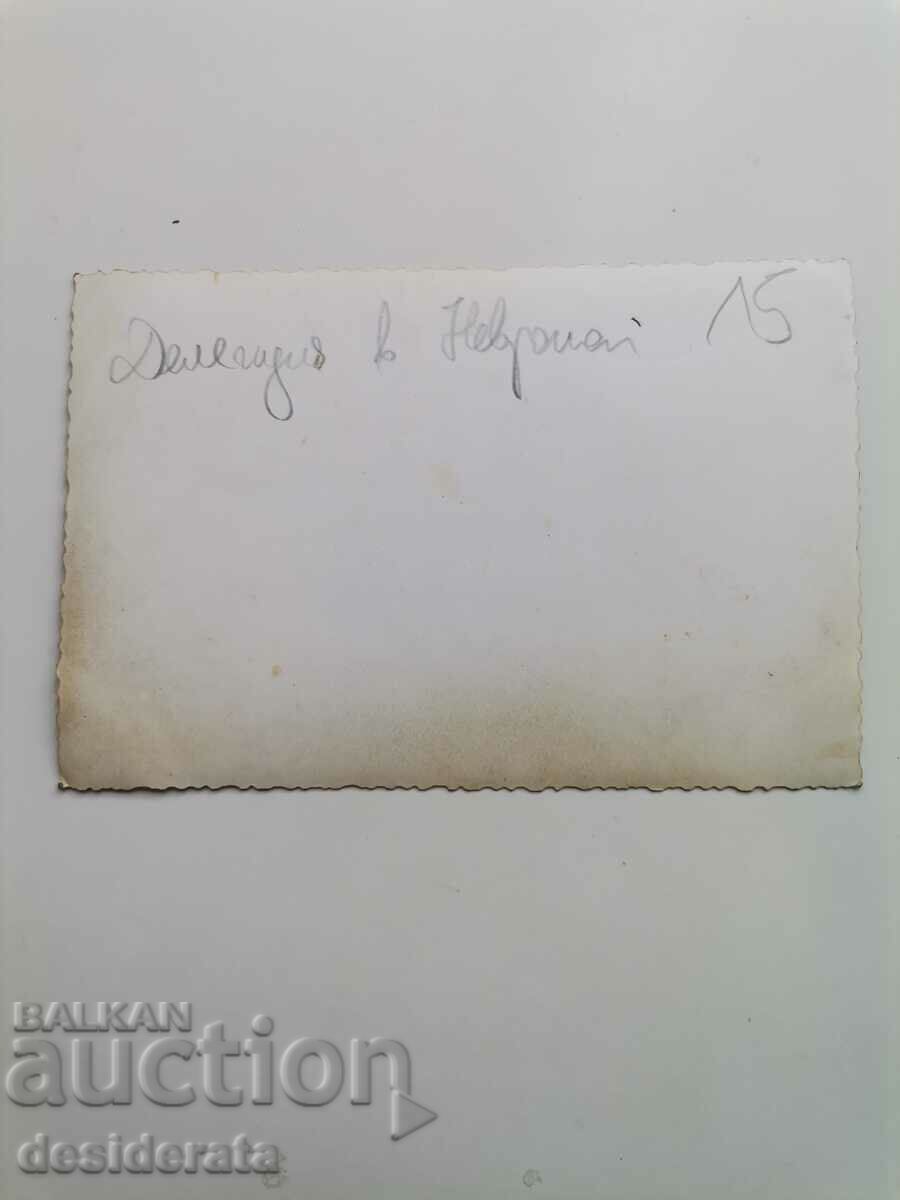 Делегация в Неврокоп 15
BALKAN
auction
desiderata